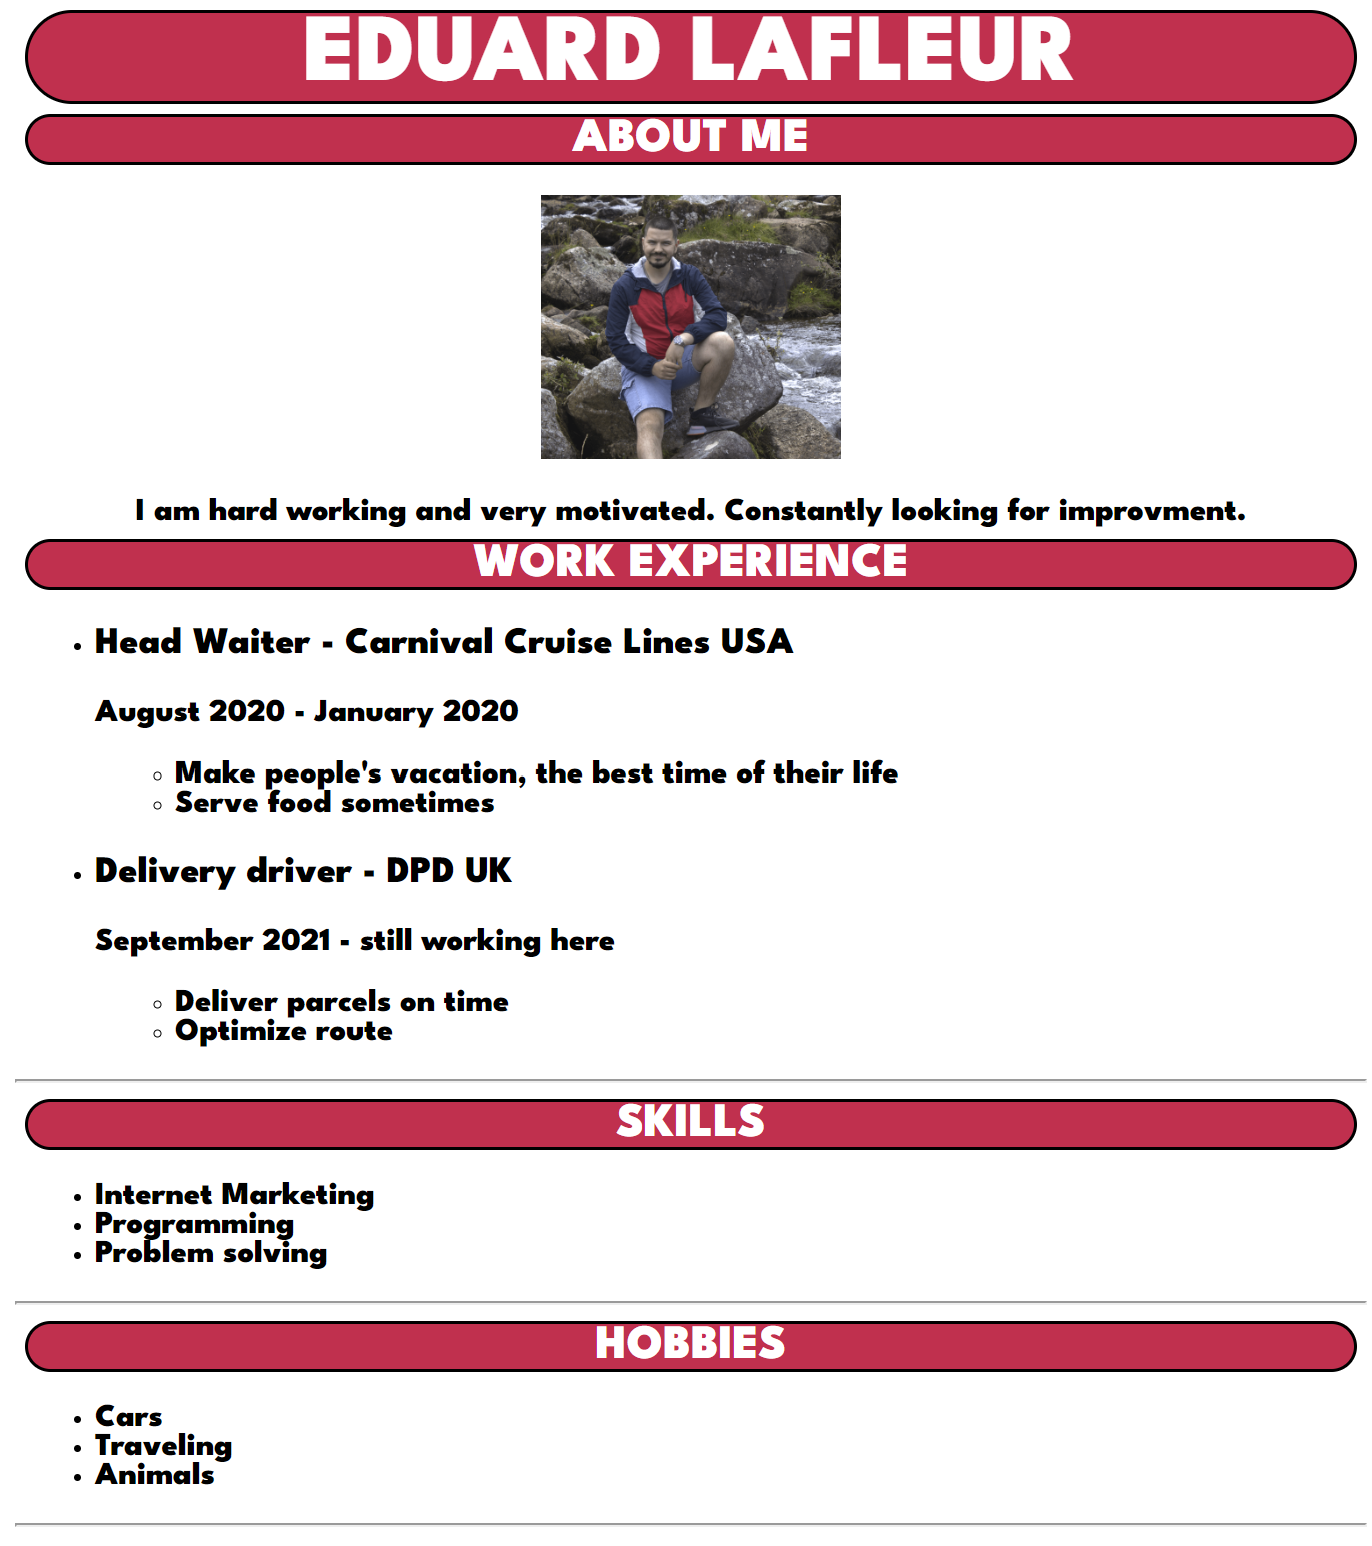 EDUARD LAFLEUR
ABOUT ME
I am hard working and very motivated. Constantly looking for improvment.
WORK EXPERIENCE
Head Waiter - Carnival Cruise Lines USA
August 2020 - January 2020
Make people's vacation, the best time of their life
Serve food sometimes
Delivery driver - DPD UK
September 2021 - still working here
Deliver parcels on time
Optimize route
SKILLS
Internet Marketing
Programming
Problem solving
HOBBIES
Cars
Traveling
Animals